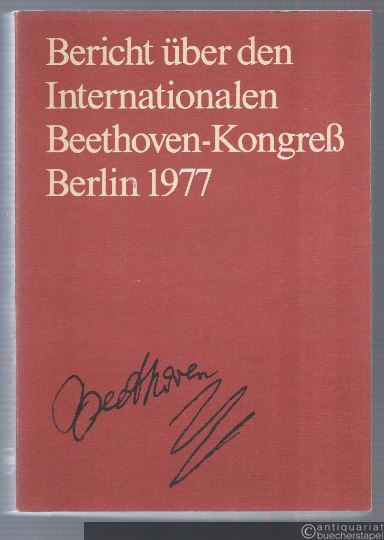 Bericht über den
Internationalen
Beethoven-Kongreß
Berlin 1977
Beethoven
antiquariat
buecherstapel